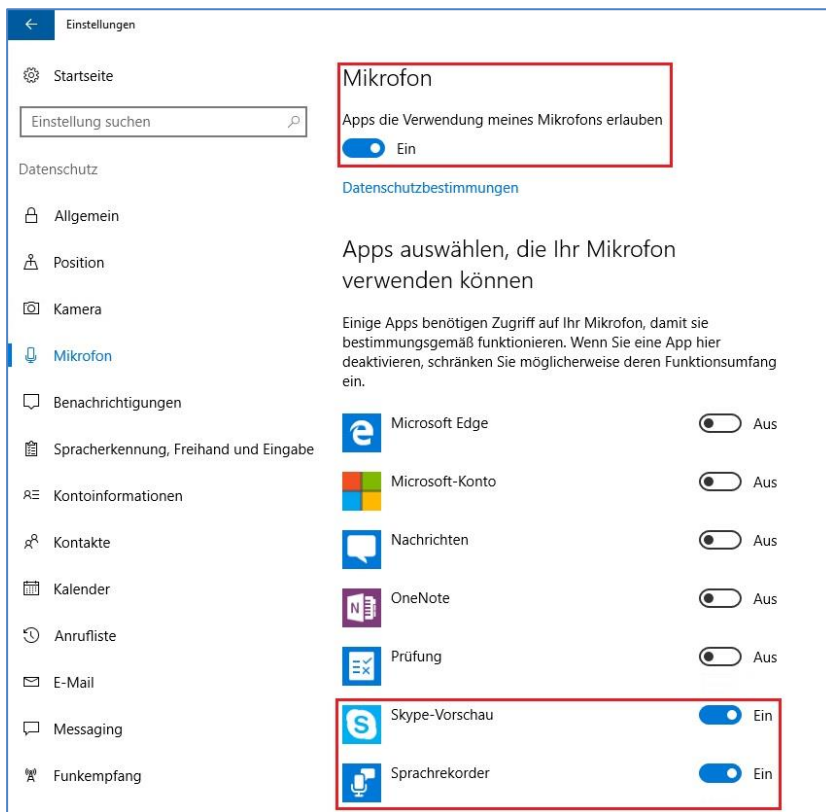 Einstellungen
Startseite
Einstellung suchen
Datenschutz
Allgemein
Position
Kamera
Mikrofon
Benachrichtigungen
Spracherkennung, Freihand und Eingabe
Kontoinformationen
Kontakte
Kalender
Anrufliste
E-Mail
Messaging
Funkempfang
Mikrofon
Apps die Verwendung meines Mikrofons erlauben
Ein
Datenschutzbestimmungen
Apps auswählen, die Ihr Mikrofon
verwenden können
Einige Apps benötigen Zugriff auf Ihr Mikrofon, damit sie
bestimmungsgemäß funktionieren. Wenn Sie eine App hier
deaktivieren, schränken Sie möglicherweise deren Funktionsumfang
ein.
Microsoft Edge Aus
Microsoft-Konto Aus
Nachrichten Aus
OneNote Aus
Prüfung Aus
Skype-Vorschau Ein
Sprachrekorder Ein